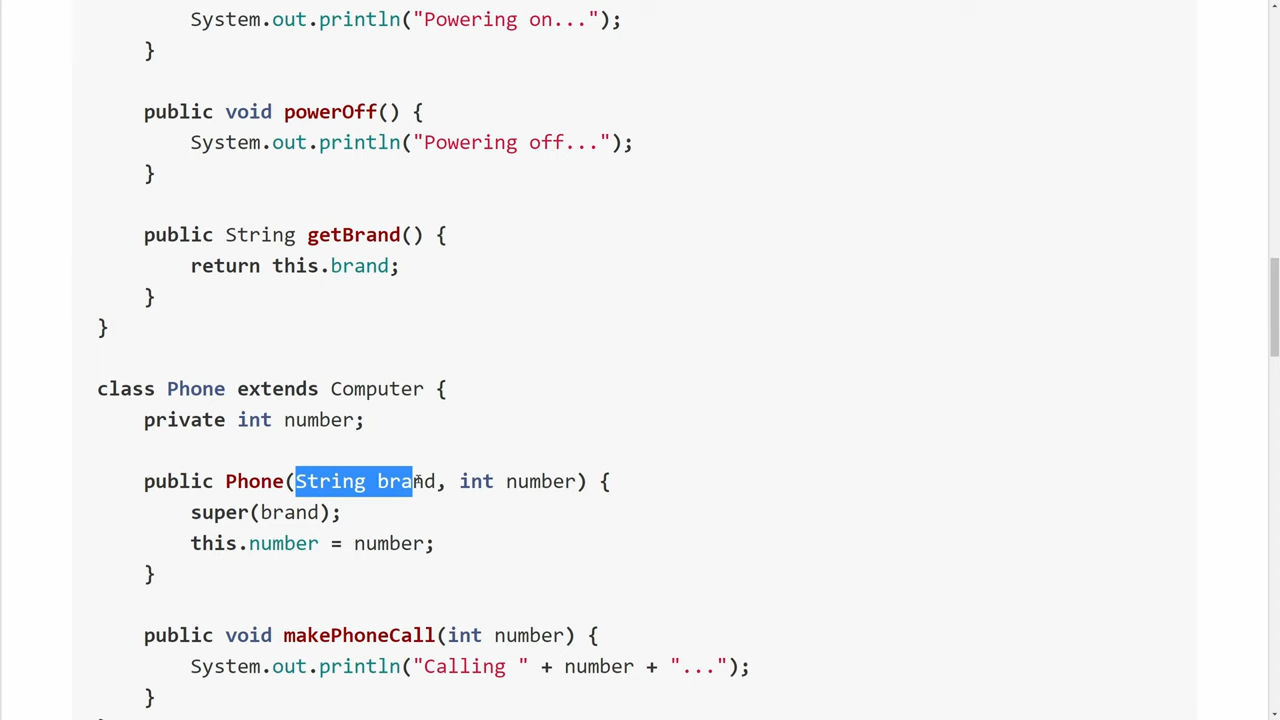 System.out.println("Powering on...");
}
public void powerOff() {
System.out.println("Powering off...");
}
public String getBrand() {
return this.brand;
}
}
class Phone extends Computer {
private int number;
public Phone(String brand, int number) {
super(brand);
this.number = number;
}
public void makePhoneCall(int number) {
System.out.println("Calling " + number + "...");
}